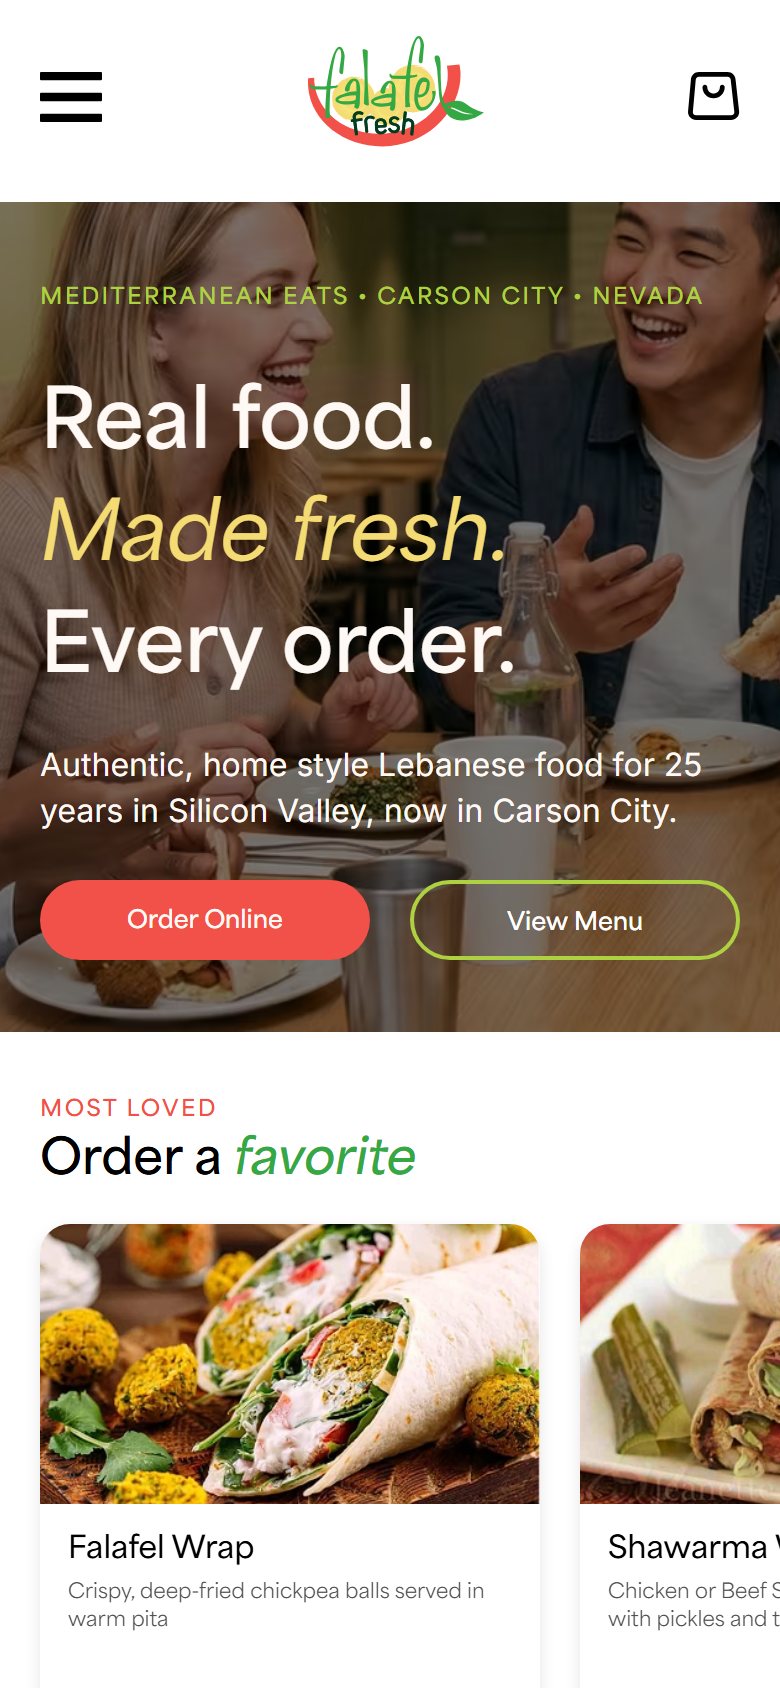 falafel
fresh
MEDITERRANEAN EATS • CARSON CITY • NEVADA
Real food.
Made fresh.
Every order.
Authentic, home style Lebanese food for 25
years in Silicon Valley, now in Carson City.
Order Online
View Menu
MOST LOVED
Order a favorite
Falafel Wrap
Crispy, deep-fried chickpea balls served in
warm pita
Shawarma
Chicken or Beef
with pickles and